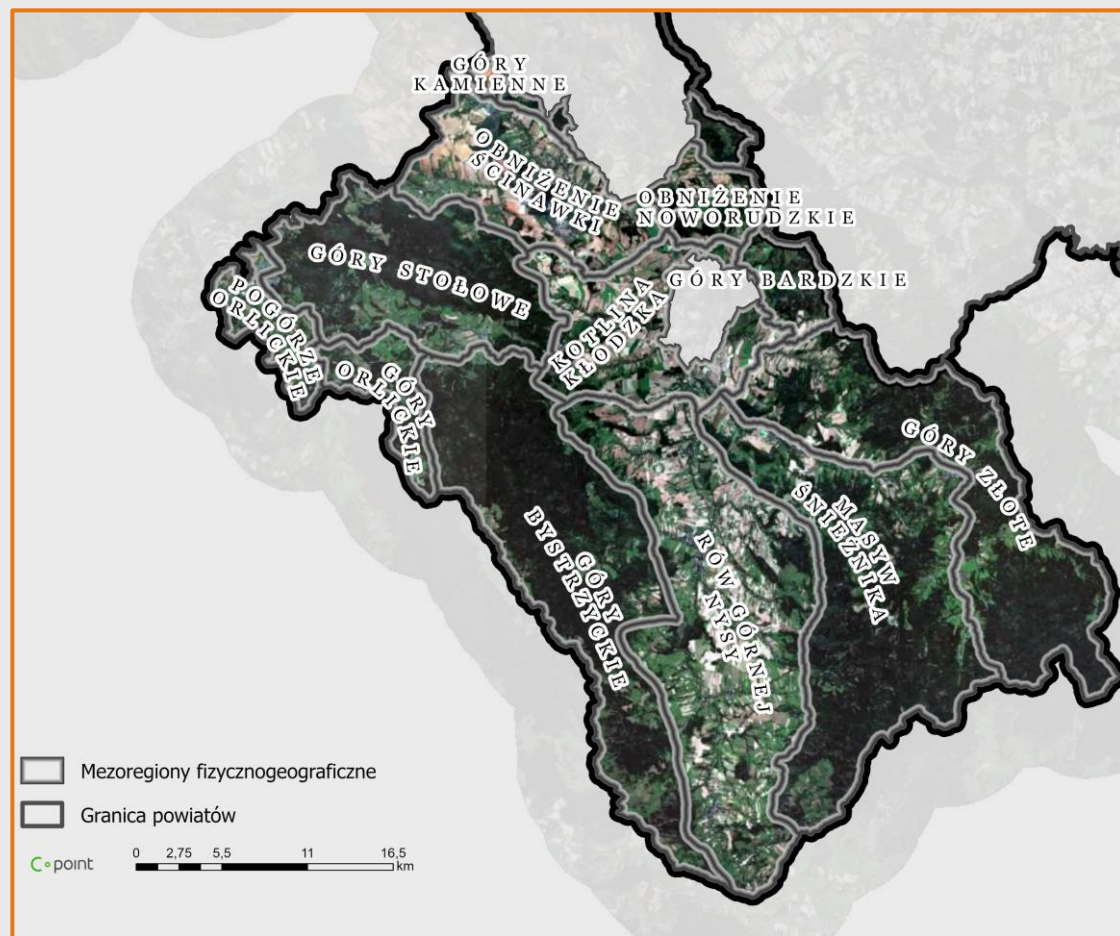 GÓRY
KAMIENNE
OBNIŻENIE
ŚCINAWKI
OBNIŻENIE
NOWORUDZKIE
GÓRY STOŁOWE
GÓRY BARDZKIE
POGÓRZE
ORLICKIE
KOTLINA
KŁODZKA
GÓRY
ORLICKIE
GÓRY ZŁOTE
MASYW
ŚNIEŻNIKA
GÓRY
BYSTRZYCKIE
RÓW GÓRNEJ
NYSY
Mezoregiony fizycznogeograficzne
Granica powiatów
C point
0 2,75 5,5 11 16,5
km